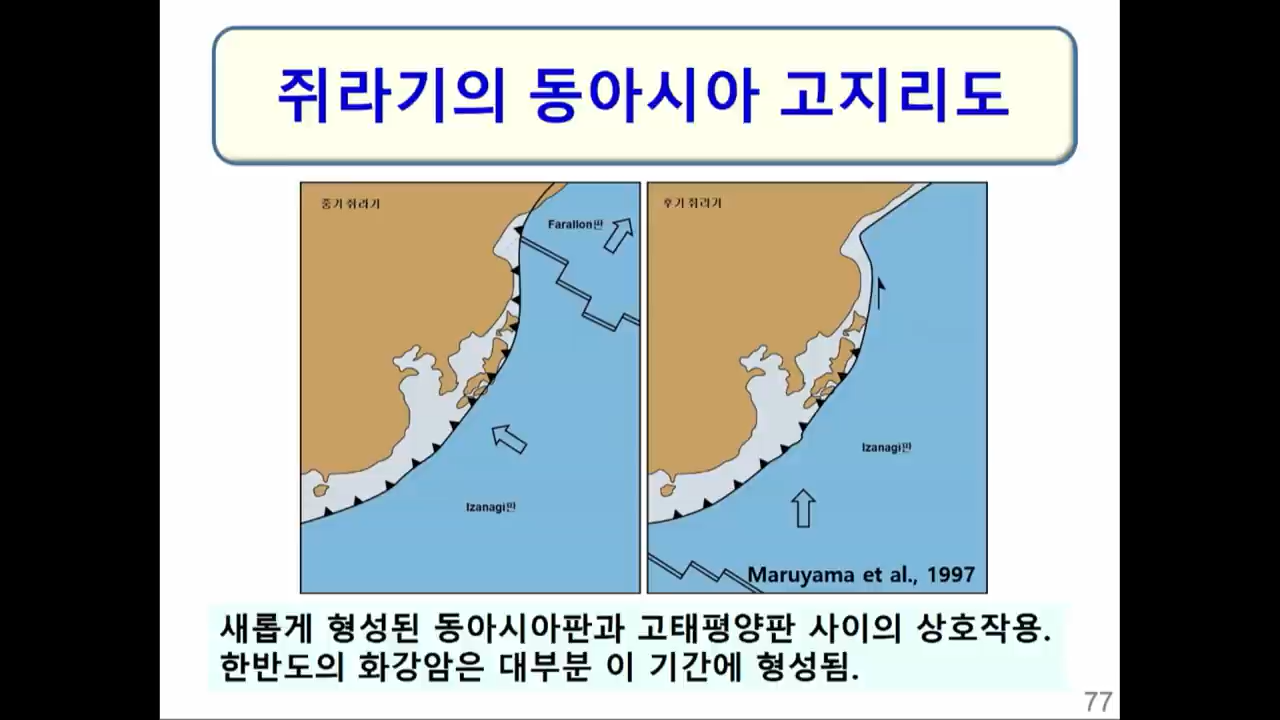 쥐라기의 동아시아 고지리도
중기 쥐라기
Farallon판
Izanagi판
후기 쥐라기
Izanagi판
Maruyama et al., 1997
새롭게 형성된 동아시아판과 고태평양판 사이의 상호작용.
한반도의 화강암은 대부분 이 기간에 형성됨.
77